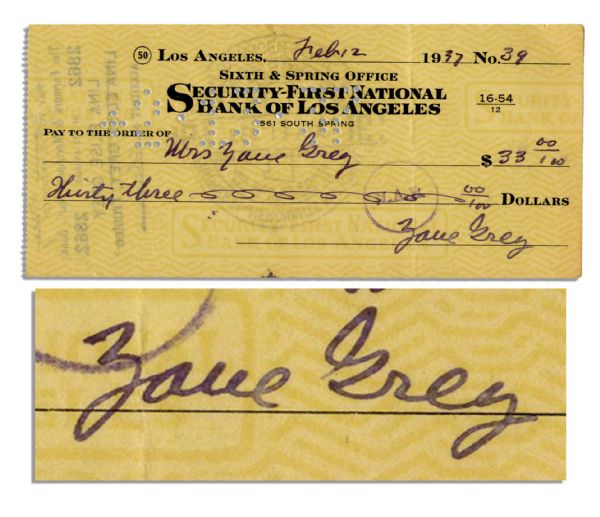 50 LOS ANGELES, Feb 12 1937 No. 39
SIXTH & SPRING OFFICE
SECURITY-FIRST NATIONAL
BANK OF LOS ANGELES
561 SOUTH SPRING
16-54
12
PAY TO THE ORDER OF
Mrs Zane Grey $ 33 00/100
Thirty three 00/100 DOLLARS
Zane Grey
Zane Grey